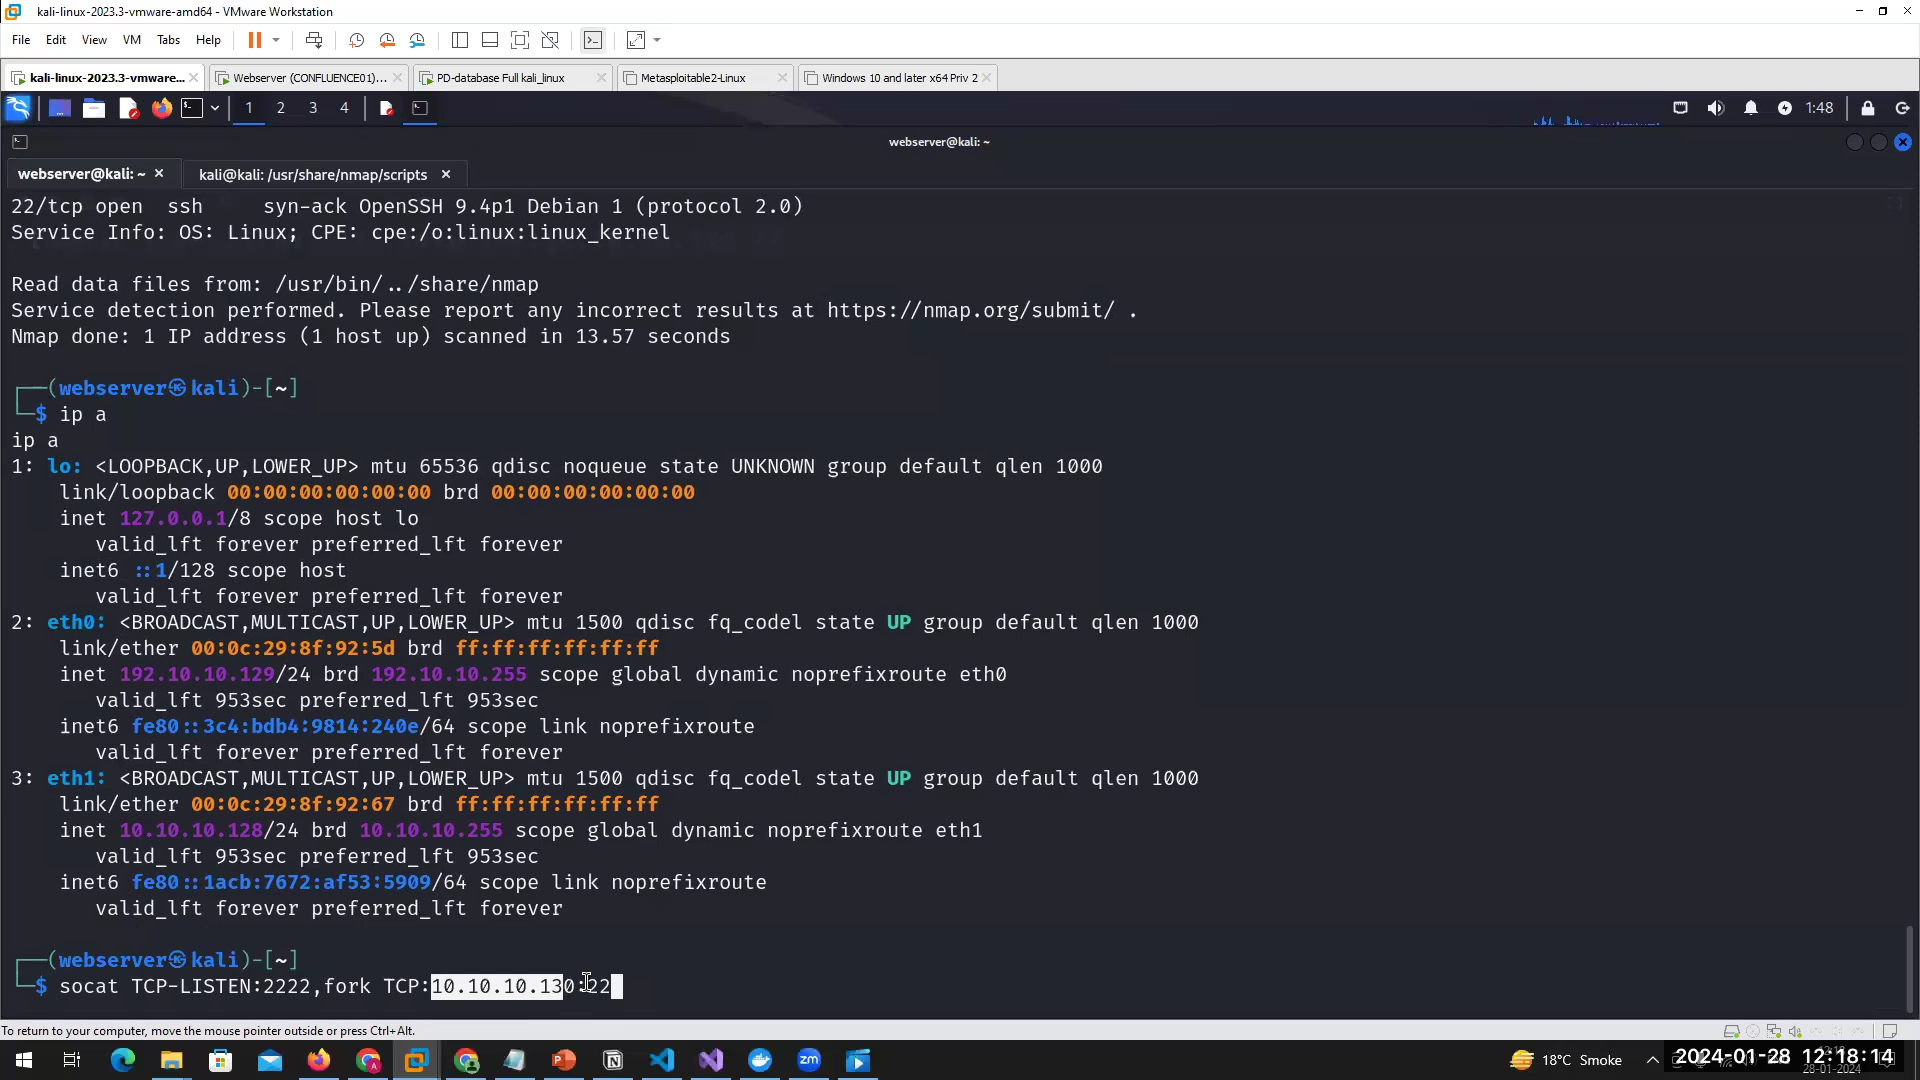 kali-linux-2023.3-vmware-amd64 - VMware Workstation
File Edit View VM Tabs Help
kali-linux-2023.3-vmware... Webserver (CONFLUENCE01)... PD-database Full kali_linux Metasploitable2-Linux Windows 10 and later x64 Priv 2
1 2 3 4 1:48
webserver@kali: ~
webserver@kali: ~ kali@kali: /usr/share/nmap/scripts
22/tcp open  ssh     syn-ack OpenSSH 9.4p1 Debian 1 (protocol 2.0)
Service Info: OS: Linux; CPE: cpe:/o:linux:linux_kernel
Read data files from: /usr/bin/../share/nmap
Service detection performed. Please report any incorrect results at https://nmap.org/submit/ .
Nmap done: 1 IP address (1 host up) scanned in 13.57 seconds
┌──(webserver㉿kali)-[~]
└─$ ip a
ip a
1: lo: <LOOPBACK,UP,LOWER_UP> mtu 65536 qdisc noqueue state UNKNOWN group default qlen 1000
    link/loopback 00:00:00:00:00:00 brd 00:00:00:00:00:00
    inet 127.0.0.1/8 scope host lo
       valid_lft forever preferred_lft forever
    inet6 ::1/128 scope host
       valid_lft forever preferred_lft forever
2: eth0: <BROADCAST,MULTICAST,UP,LOWER_UP> mtu 1500 qdisc fq_codel state UP group default qlen 1000
    link/ether 00:0c:29:8f:92:5d brd ff:ff:ff:ff:ff:ff
    inet 192.10.10.129/24 brd 192.10.10.255 scope global dynamic noprefixroute eth0
       valid_lft 953sec preferred_lft 953sec
    inet6 fe80::3c4:bdb4:9814:240e/64 scope link noprefixroute
       valid_lft forever preferred_lft forever
3: eth1: <BROADCAST,MULTICAST,UP,LOWER_UP> mtu 1500 qdisc fq_codel state UP group default qlen 1000
    link/ether 00:0c:29:8f:92:67 brd ff:ff:ff:ff:ff:ff
    inet 10.10.10.128/24 brd 10.10.10.255 scope global dynamic noprefixroute eth1
       valid_lft 953sec preferred_lft 953sec
    inet6 fe80::1acb:7672:af53:5909/64 scope link noprefixroute
       valid_lft forever preferred_lft forever
┌──(webserver㉿kali)-[~]
└─$ socat TCP-LISTEN:2222,fork TCP:10.10.10.130:22
To return to your computer, move the mouse pointer outside or press Ctrl+Alt.
18°C Smoke
2024-01-28 12:18:14
28-01-2024